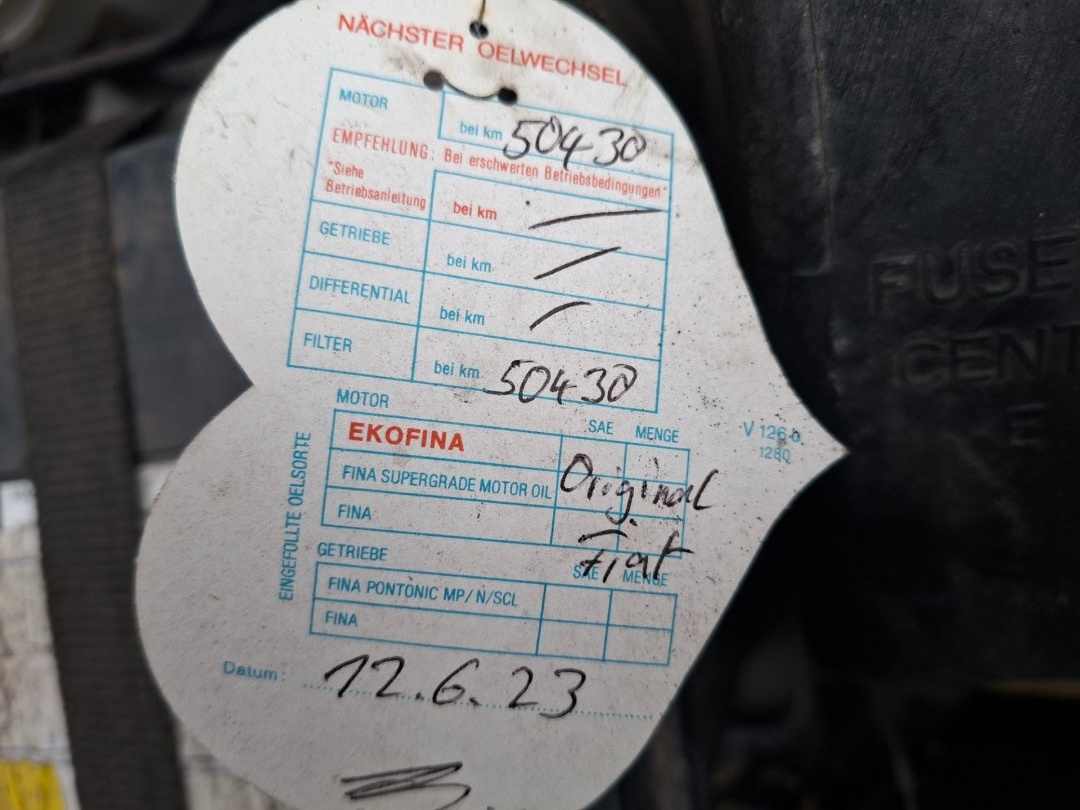 NÄCHSTER OELWECHSEL
MOTOR
bei km 50430
EMPFEHLUNG: Bei erschwerten Betriebsbedingungen*
*Siehe
Betriebsanleitung
bei km —
GETRIEBE
bei km —
DIFFERENTIAL
bei km —
FILTER
bei km 50430
MOTOR SAE MENGE
EKOFINA
FINA SUPERGRADE MOTOR OIL Original
FINA Fiat
EINGEFÜLLTE OELSORTE
GETRIEBE SAE MENGE
FINA PONTONIC MP/N/SCL
FINA
Datum: 12.6.23
V 126 b
1280
FUSE
CENT
E